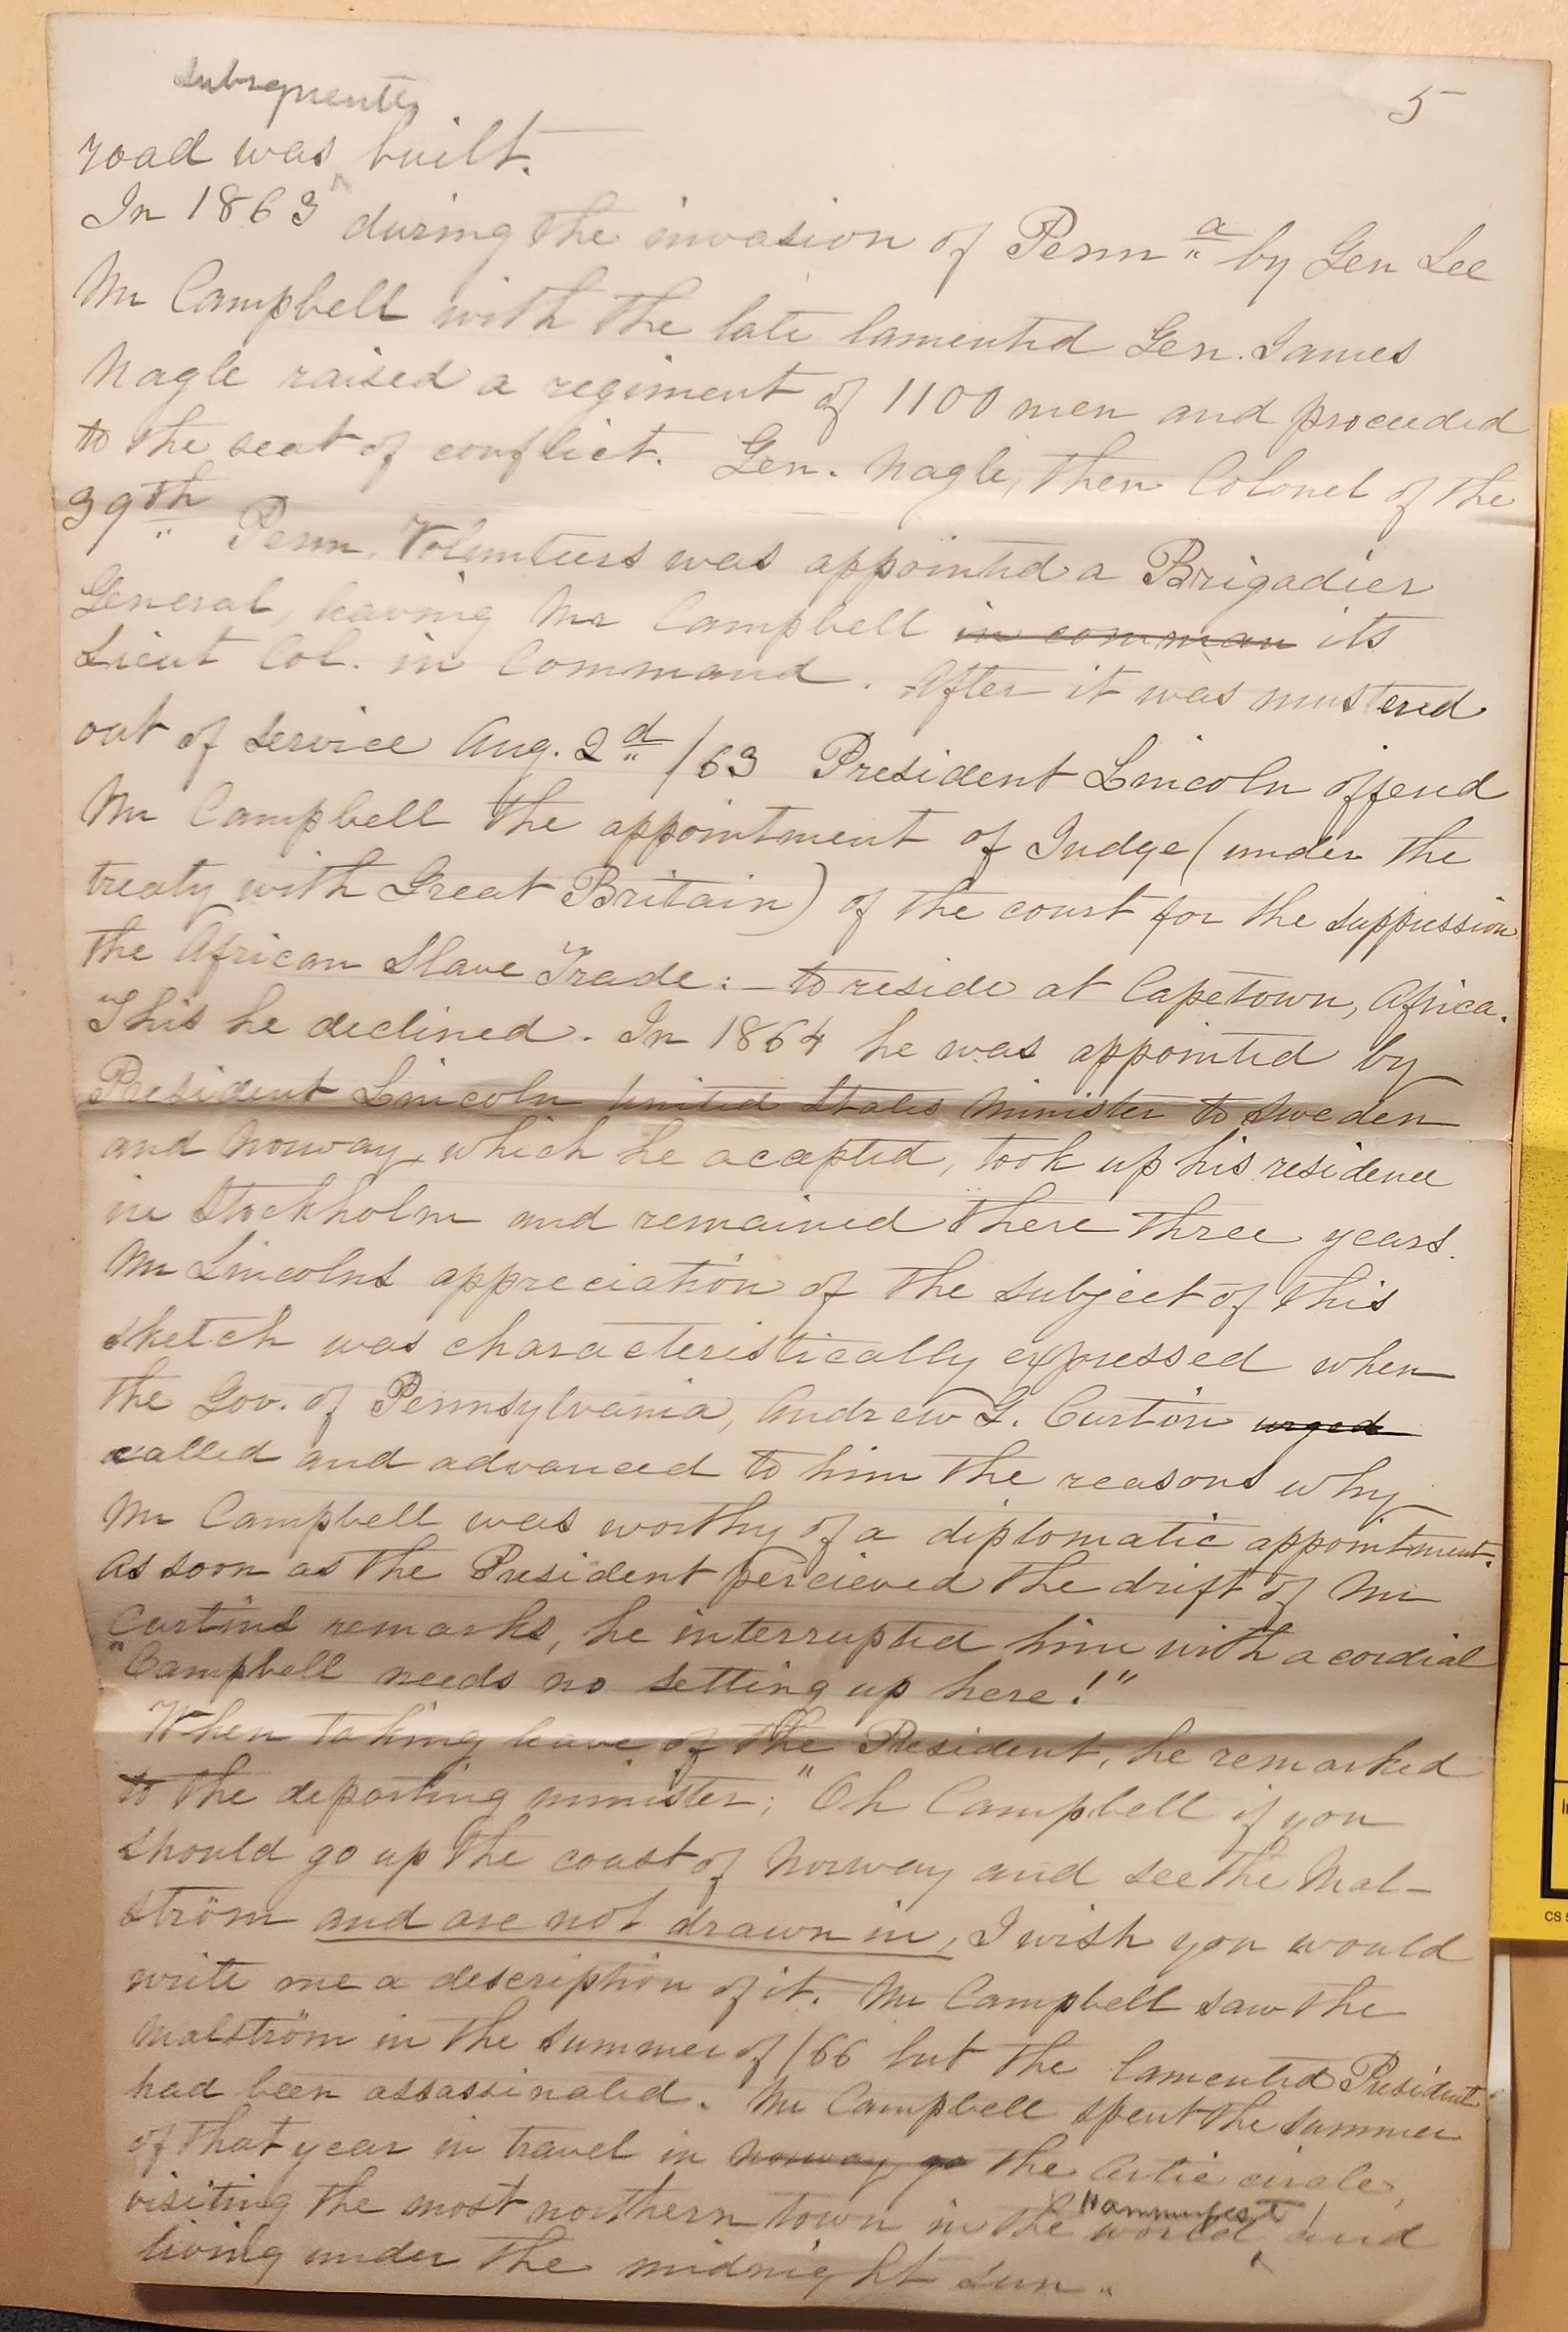 5
subsequently
road was built.
In 1863 during the invasion of Penna by Gen Lee
Mr Campbell with the late lamented Gen. James
Nagle raised a regiment of 1100 men and proceeded
to the seat of conflict. Gen. Nagle, then Colonel of the
39th Penn. Volunteers was appointed a Brigadier
General, leaving Mr Campbell in comman its
Lieut Col. in Command. After it was mustered
out of service Aug. 2d /63 President Lincoln offered
Mr Campbell the appointment of Judge (under the
treaty with Great Britain) of the court for the suppression
the African Slave Trade:- to reside at Capetown, Africa.
This he declined. In 1864 he was appointed by
President Lincoln United States Minister to Sweden
and Norway, which he accepted, took up his residence
in Stockholm and remained there three years.
Mr Lincolns appreciation of the subject of this
sketch was characteristically expressed when
the Gov. of Pennsylvania, Andrew G. Curtin urged
called and advanced to him the reasons why
Mr Campbell was worthy of a diplomatic appointment.
As soon as the President percieved the drift of Mr
Curtins remarks, he interrupted him with a cordial
"Campbell needs no setting up here!"
When taking leave of the President, he remarked
to the departing minister; "Oh Campbell if you
should go up the coast of Norway and see the Mal-
ström and are not drawn in, I wish you would
write me a description of it. Mr Campbell saw the
Malström in the summer of /66 but the lamented President
had been assassinated. Mr Campbell spent the summer
of that year in travel in Norway, go the Artic circle,
visiting the most northern town in the world, Hammerfest, and
living under the midnight sun.
CS